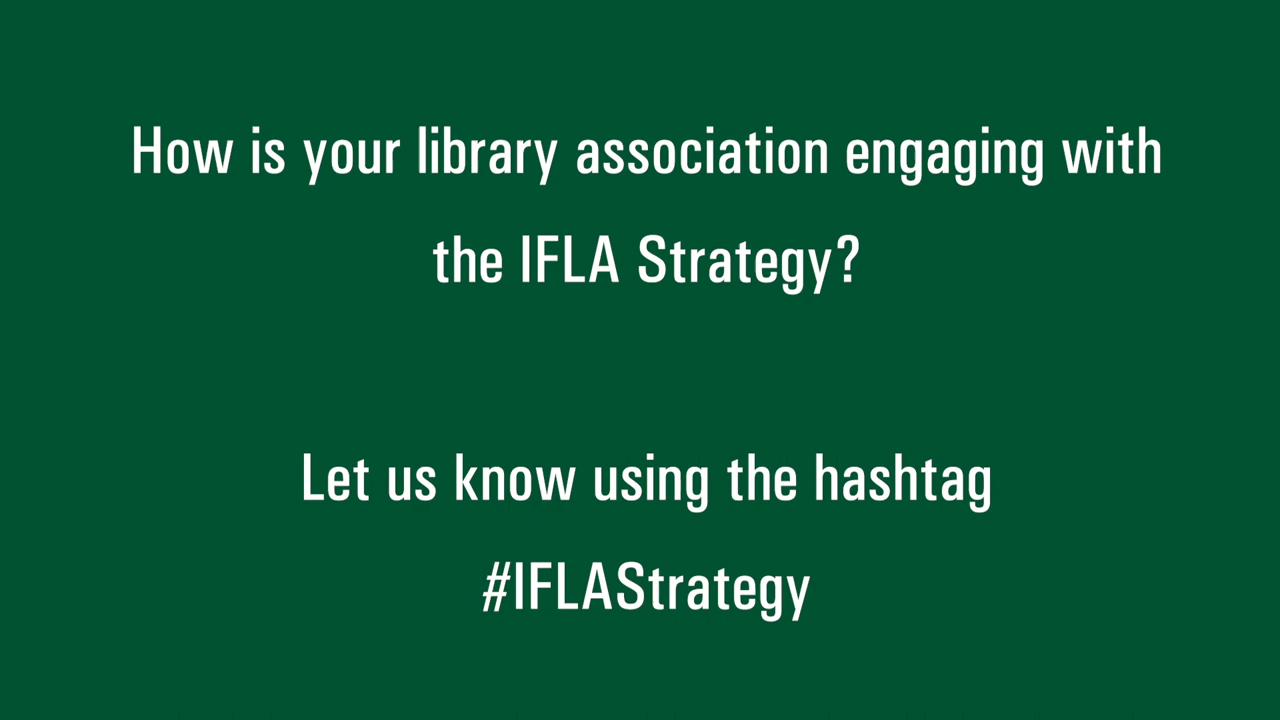 How is your library association engaging with
the IFLA Strategy?
Let us know using the hashtag
#IFLAStrategy